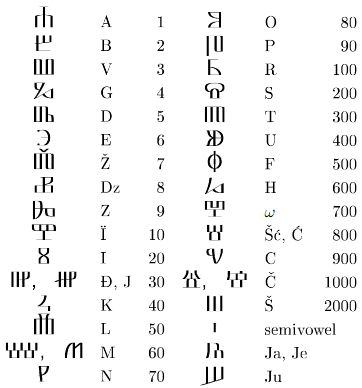 Ⰰ A 1 Ⱁ O 80
Ⰱ B 2 Ⱂ P 90
Ⰲ V 3 Ⱃ R 100
Ⰳ G 4 Ⱄ S 200
Ⰴ D 5 Ⱅ T 300
Ⰵ E 6 Ⱆ U 400
Ⰶ Ž 7 Ⱇ F 500
Ⰷ Dz 8 Ⱈ H 600
Ⰸ Z 9 Ⱉ ω 700
Ⰺ Ï 10 Ⱋ Šć, Ć 800
Ⰻ I 20 Ⱌ C 900
Ⰼ, Ⰼ Đ, J 30 Ⱍ, Ⱍ Č 1000
Ⰽ K 40 Ⱎ Š 2000
Ⰾ L 50 Ⱜ semivowel
Ⰿ, Ⱞ M 60 Ⱑ Ja, Je
Ⱀ N 70 Ⱓ Ju